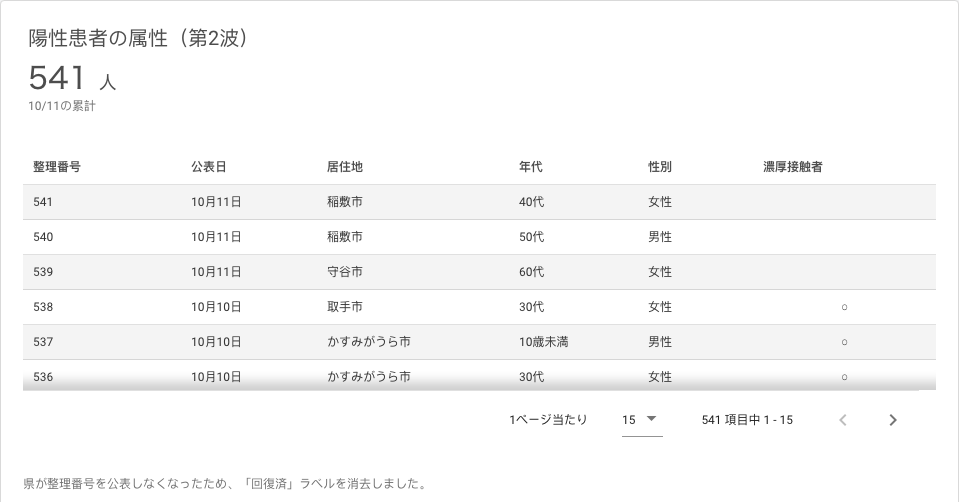 陽性患者の属性（第2波）
541 人
10/11の累計
整理番号 公表日 居住地 年代 性別 濃厚接触者
541 10月11日 稲敷市 40代 女性
540 10月11日 稲敷市 50代 男性
539 10月11日 守谷市 60代 女性
538 10月10日 取手市 30代 女性 ○
537 10月10日 かすみがうら市 10歳未満 男性 ○
536 10月10日 かすみがうら市 30代 女性 ○
1ページ当たり 15 541 項目中 1 - 15
県が整理番号を公表しなくなったため、「回復済」ラベルを消去しました。